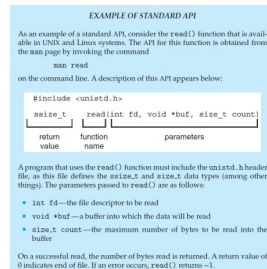 EXAMPLE OF STANDARD API
As an example of a standard API, consider the read() function that is avail-
able in UNIX and Linux systems. The API for this function is obtained from
the man page by invoking the command
man read
on the command line. A description of this API appears below:
#include <unistd.h>
ssize_t read(int fd, void *buf, size_t count)
return function parameters
value name
A program that uses the read() function must include the unistd.h header
file, as this file defines the ssize_t and size_t data types (among other
things). The parameters passed to read() are as follows:
• int fd—the file descriptor to be read
• void *buf—a buffer into which the data will be read
• size_t count—the maximum number of bytes to be read into the
buffer
On a successful read, the number of bytes read is returned. A return value of
0 indicates end of file. If an error occurs, read() returns −1.